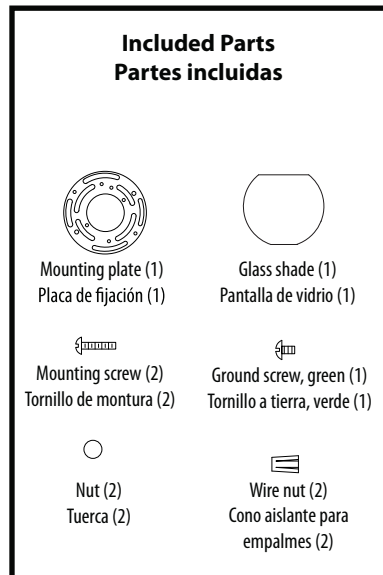 Included Parts
Partes incluidas
Mounting plate (1)
Placa de fijación (1)
Glass shade (1)
Pantalla de vidrio (1)
Mounting screw (2)
Tornillo de montura (2)
Ground screw, green (1)
Tornillo a tierra, verde (1)
Nut (2)
Tuerca (2)
Wire nut (2)
Cono aislante para
empalmes (2)